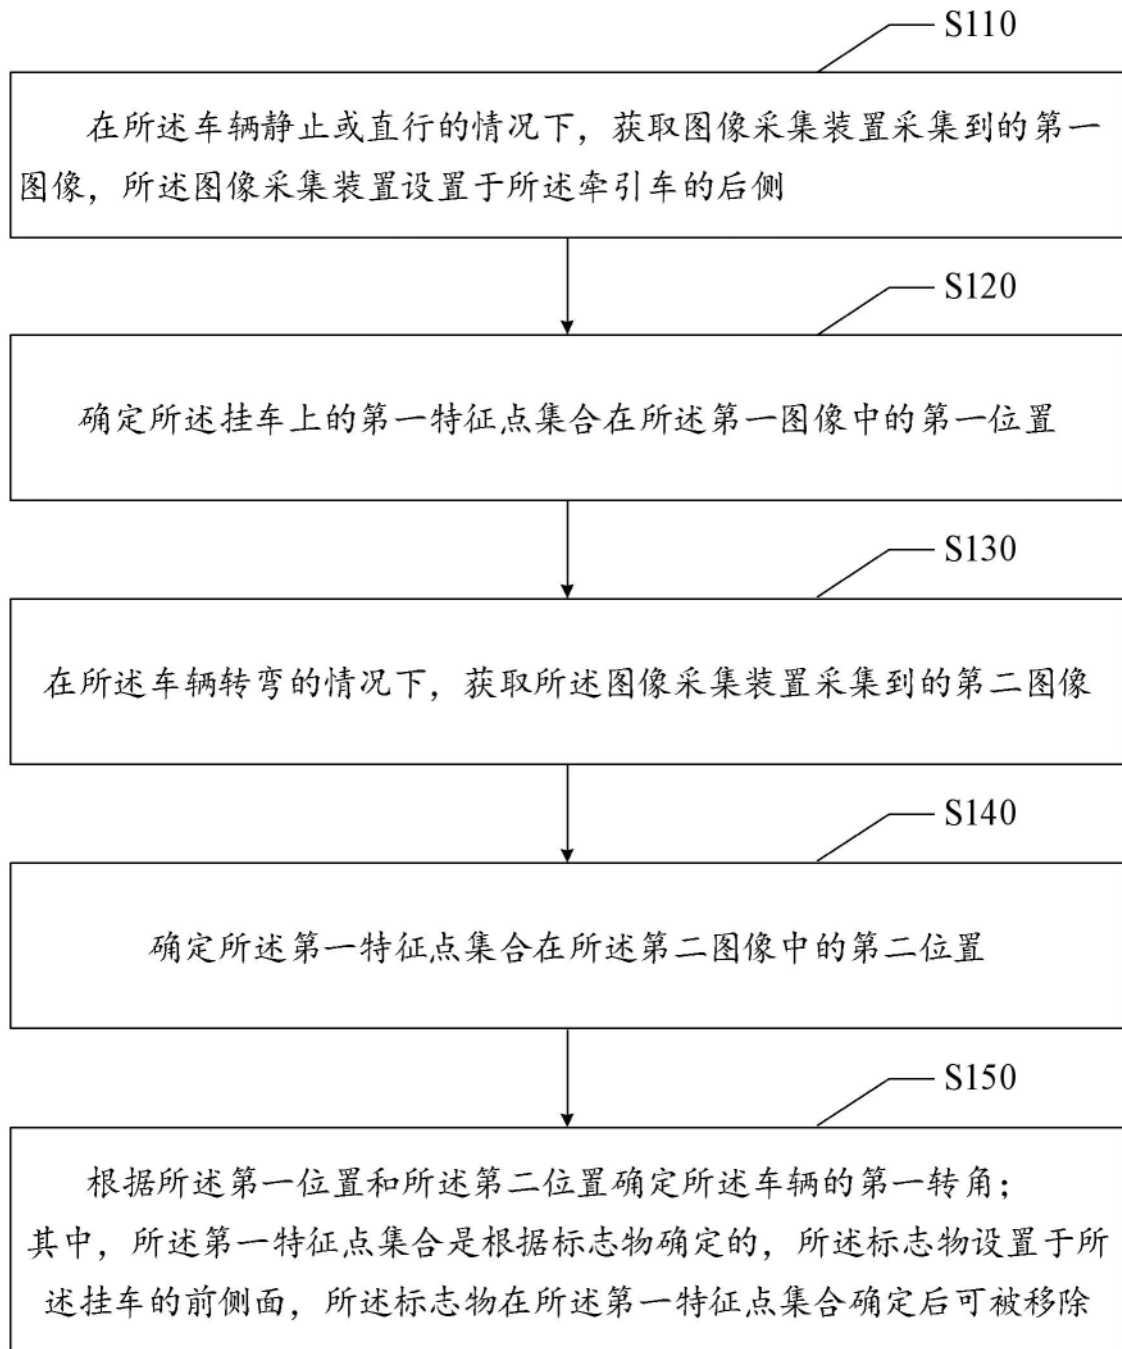 S110
在所述车辆静止或直行的情况下，获取图像采集装置采集到的第一
图像，所述图像采集装置设置于所述牵引车的后侧
S120
确定所述挂车上的第一特征点集合在所述第一图像中的第一位置
S130
在所述车辆转弯的情况下，获取所述图像采集装置采集到的第二图像
S140
确定所述第一特征点集合在所述第二图像中的第二位置
S150
根据所述第一位置和所述第二位置确定所述车辆的第一转角；
其中，所述第一特征点集合是根据标志物确定的，所述标志物设置于所
述挂车的前侧面，所述标志物在所述第一特征点集合确定后可被移除